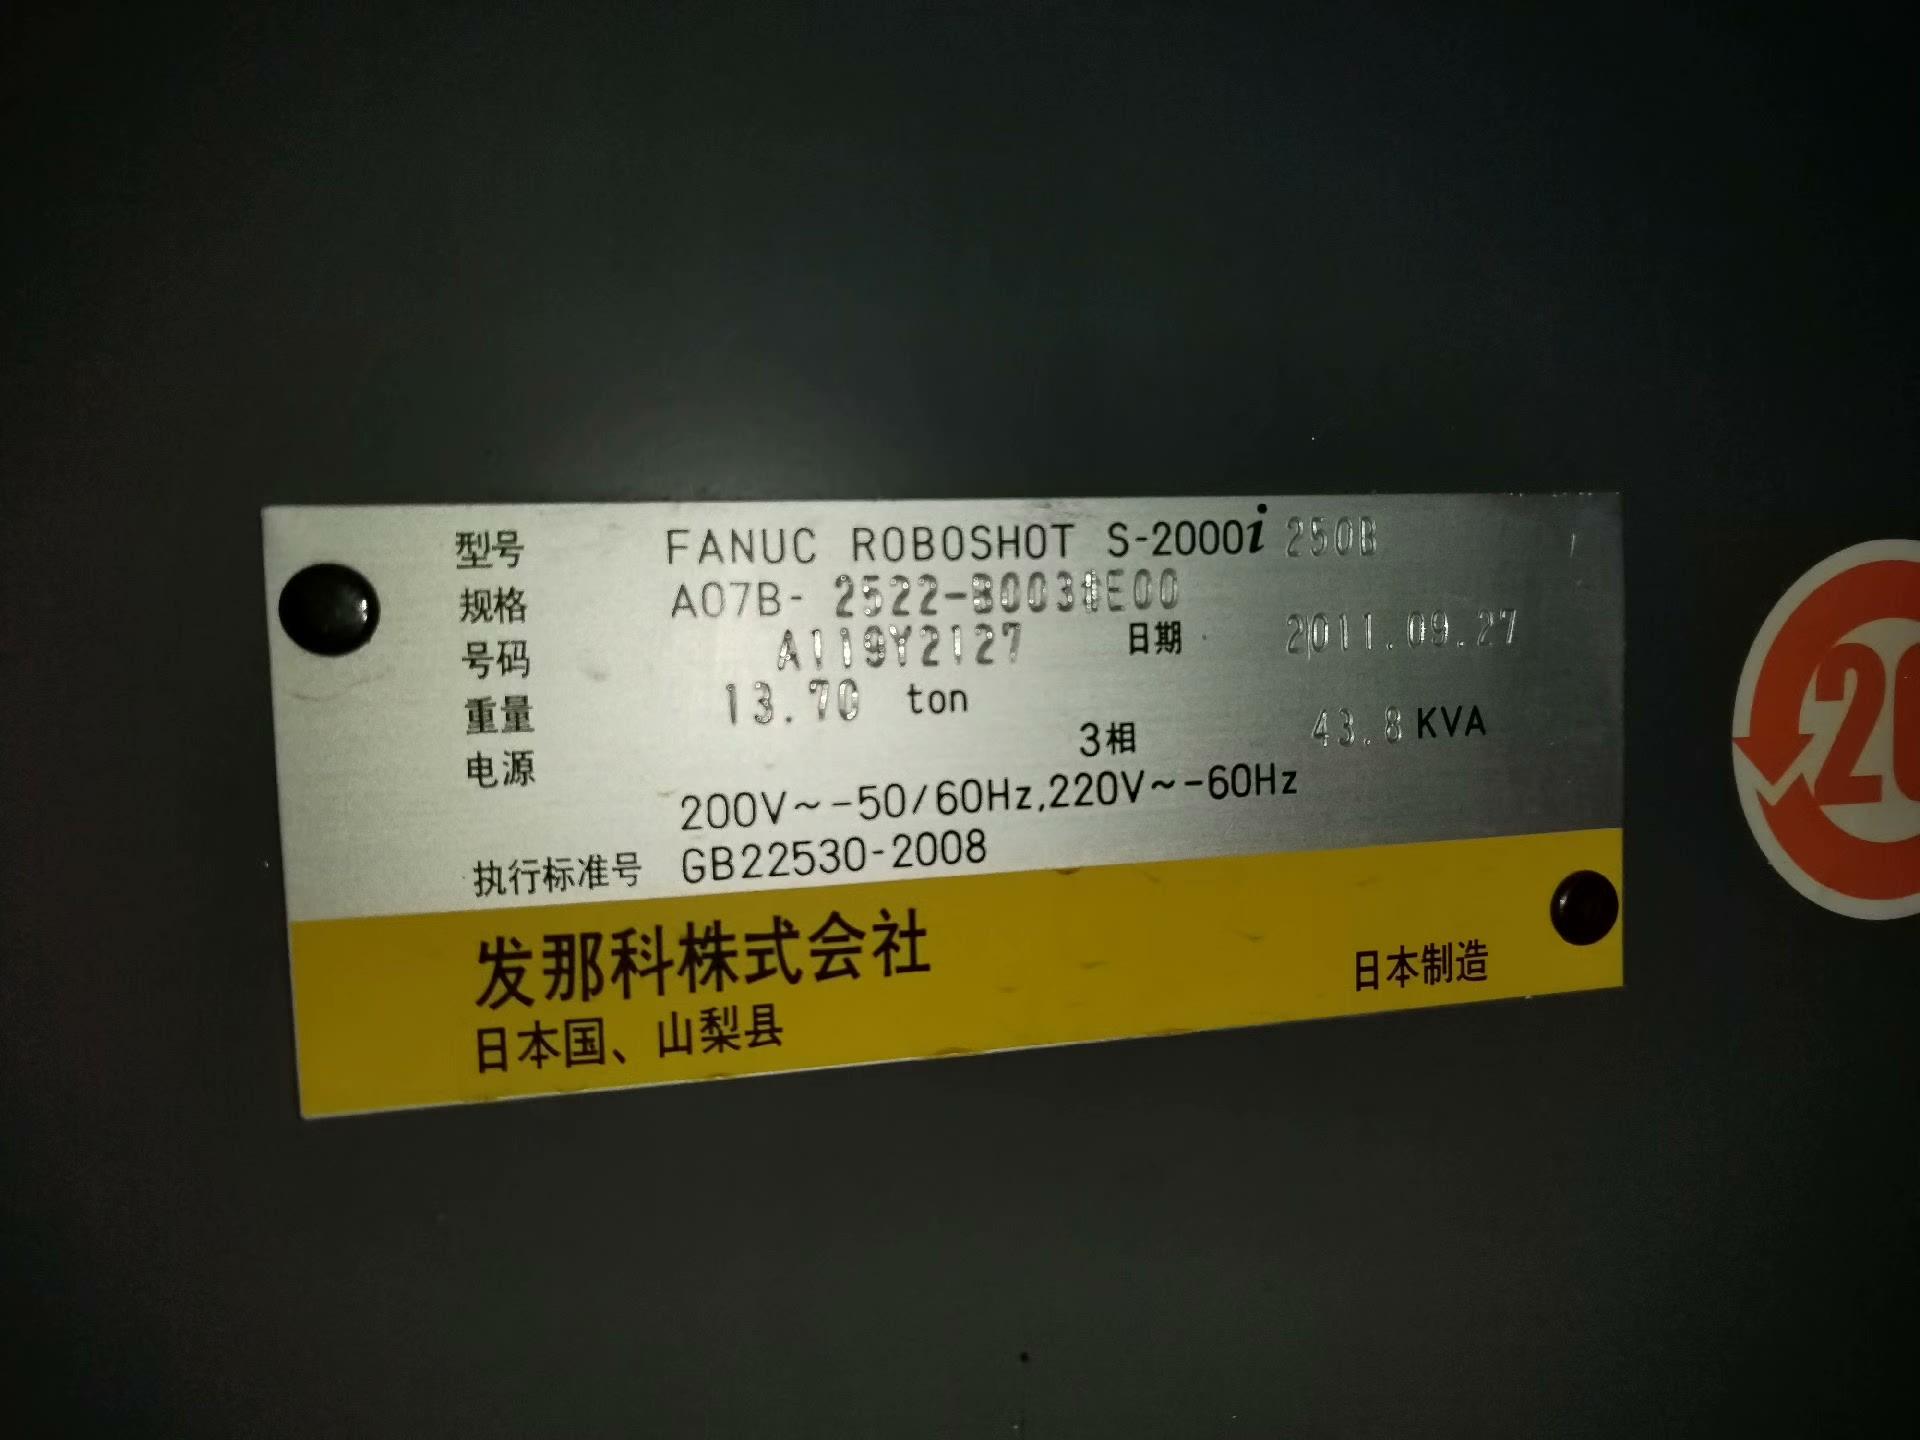 型号 FANUC ROBOSHOT S-2000i 250B
规格 A07B- 2522-B003#E00
号码 A119Y2127 日期 2011.09.27
重量 13.70 ton
电源 3相 43.8 KVA
200V~-50/60Hz,220V~-60Hz
执行标准号 GB22530-2008
发那科株式会社
日本国、山梨县
日本制造